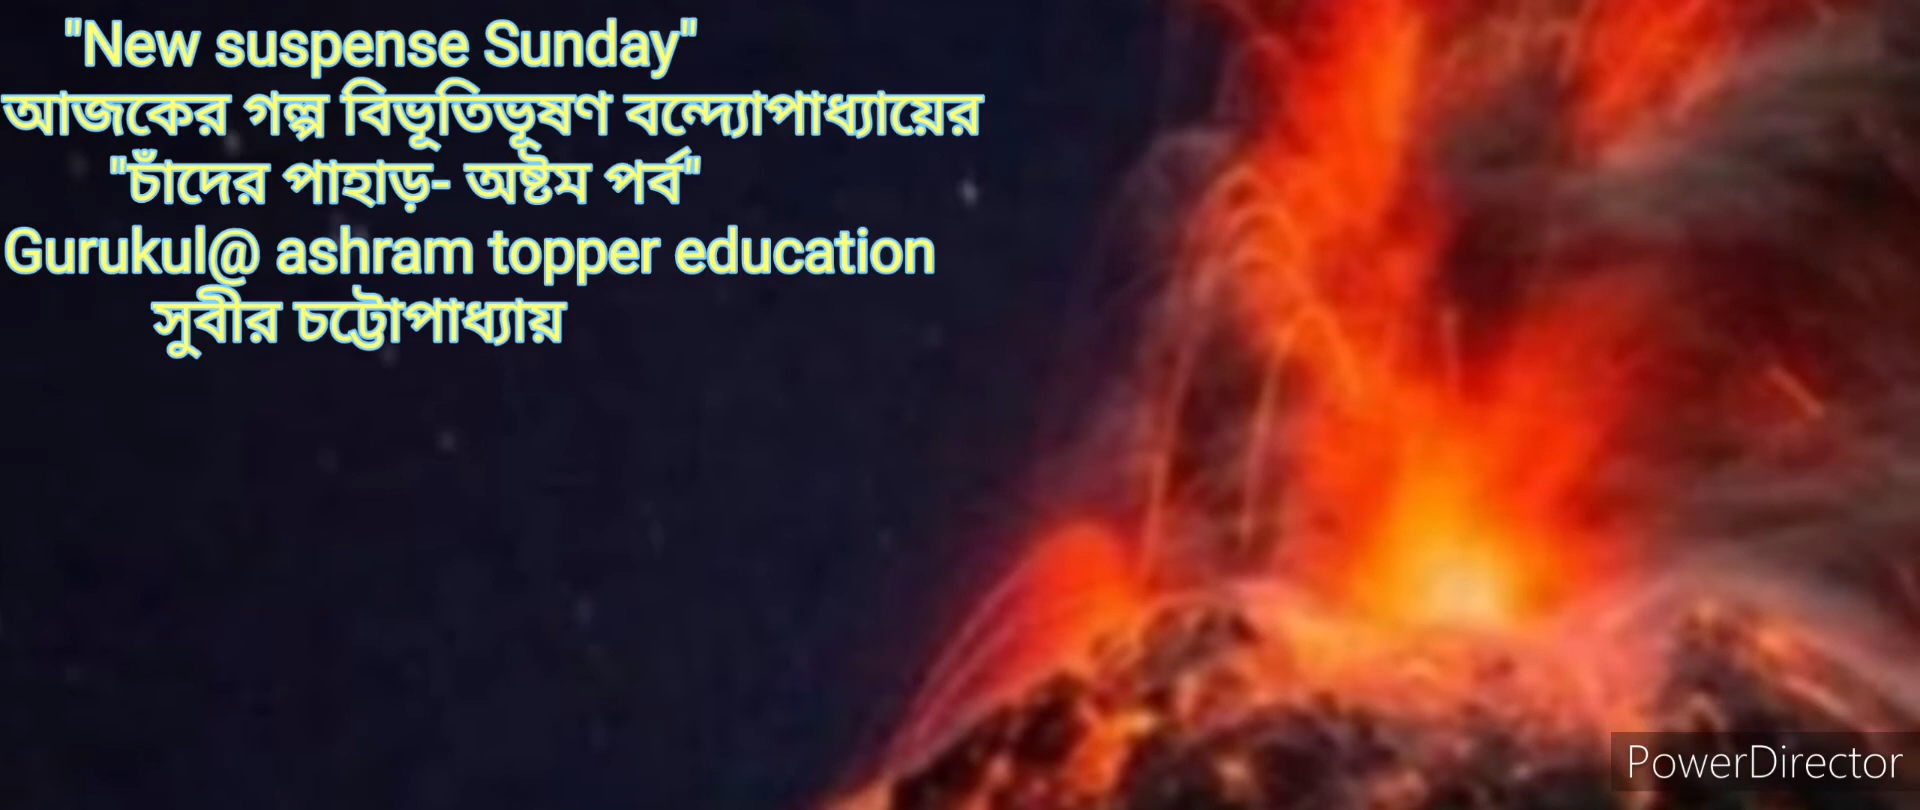 "New suspense Sunday"
আজকের গল্প বিভূতিভূষণ বন্দ্যোপাধ্যায়ের
"চাঁদের পাহাড়- অষ্টম পর্ব"
Gurukul@ ashram topper education
সুবীর চট্টোপাধ্যায়
PowerDirector